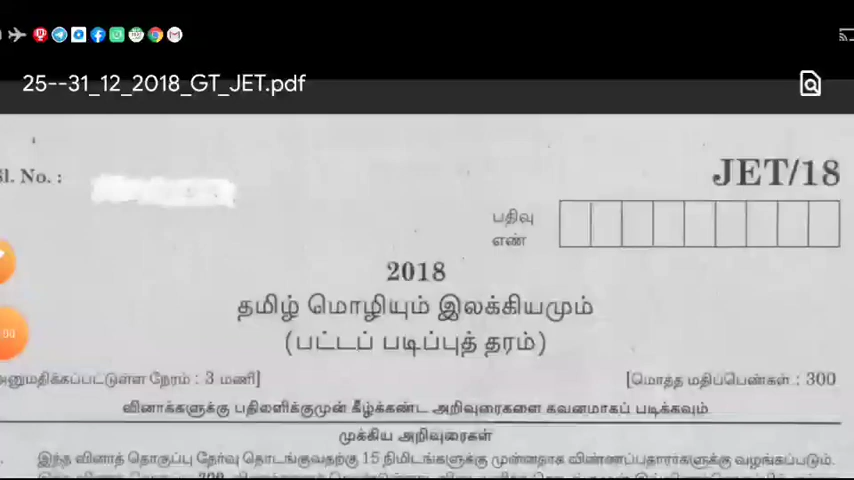 25--31_12_2018_GT_JET.pdf
Sl. No. :
JET/18
பதிவு
எண்
2018
தமிழ் மொழியும் இலக்கியமும்
(பட்டப் படிப்புத் தரம்)
அனுமதிக்கப்பட்டுள்ள நேரம் : 3 மணி]
[மொத்த மதிப்பெண்கள் : 300
வினாக்களுக்கு பதிலளிக்குமுன் கீழ்க்கண்ட அறிவுரைகளை கவனமாகப் படிக்கவும்
முக்கிய அறிவுரைகள்
இந்த வினாத் தொகுப்பு தேர்வு தொடங்குவதற்கு 15 நிமிடங்களுக்கு முன்னதாக விண்ணப்பதாரர்களுக்கு வழங்கப்படும்.